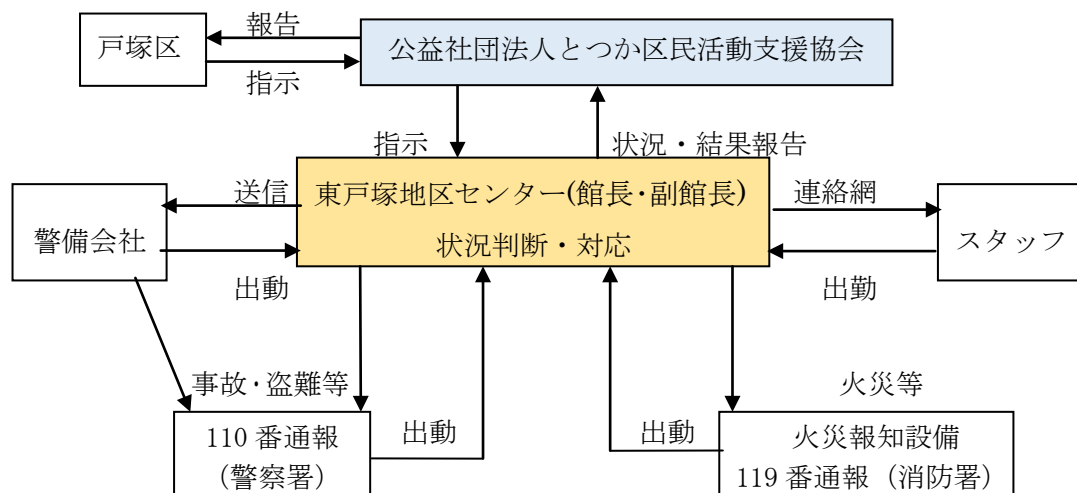 報告
戸塚区
公益社団法人とつか区民活動支援協会
指示
指示
状況・結果報告
送信
東戸塚地区センター(館長・副館長)
連絡網
警備会社
状況判断・対応
スタッフ
出動
出勤
事故・盗難等
火災等
110 番通報
（警察署）
出動
出動
火災報知設備
119 番通報（消防署）